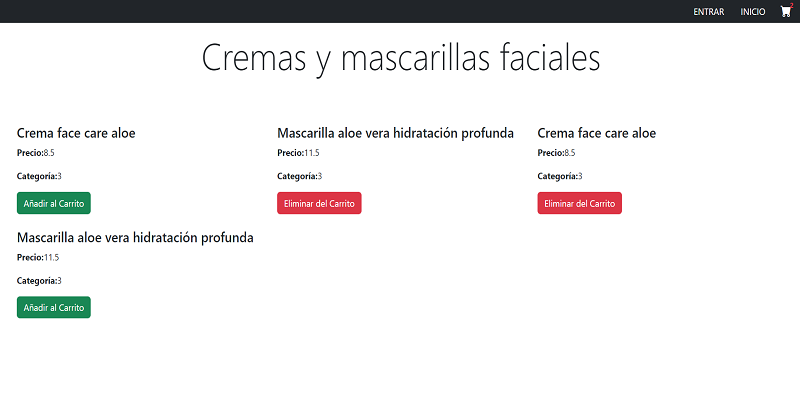 ENTRAR INICIO
Cremas y mascarillas faciales
Crema face care aloe
Precio:8.5
Categoría:3
Añadir al Carrito
Mascarilla aloe vera hidratación profunda
Precio:11.5
Categoría:3
Eliminar del Carrito
Crema face care aloe
Precio:8.5
Categoría:3
Eliminar del Carrito
Mascarilla aloe vera hidratación profunda
Precio:11.5
Categoría:3
Añadir al Carrito